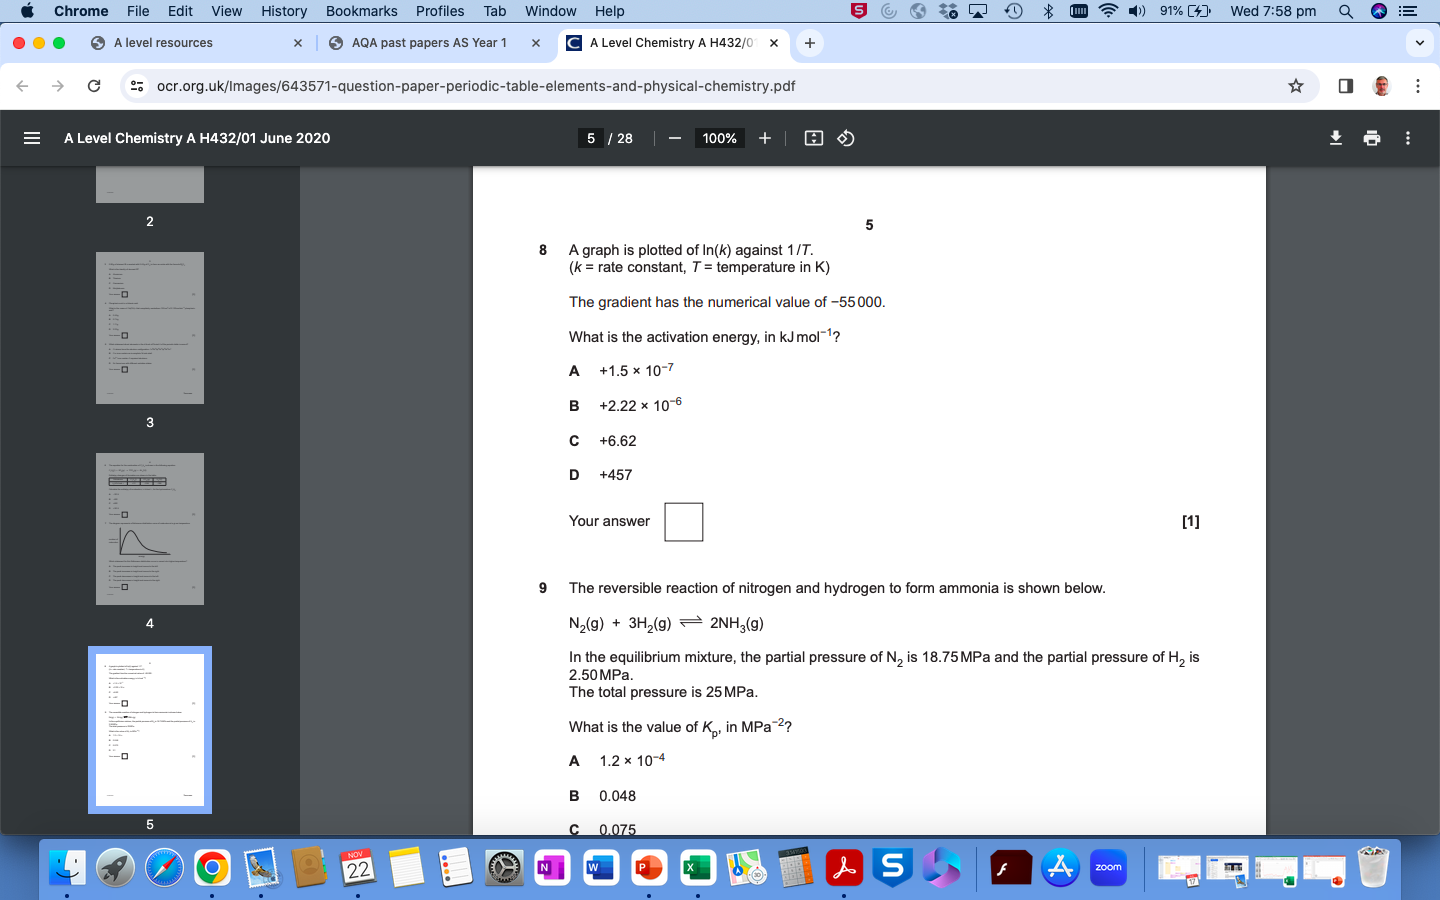 Chrome File Edit View History Bookmarks Profiles Tab Window Help
S 91% Wed 7:58 pm
A level resources
AQA past papers AS Year 1
C A Level Chemistry A H432/0
ocr.org.uk/Images/643571-question-paper-periodic-table-elements-and-physical-chemistry.pdf
A Level Chemistry A H432/01 June 2020
5 / 28
100%
2
3
4
5
5
8 A graph is plotted of ln(k) against 1/T.
(k = rate constant, T = temperature in K)
The gradient has the numerical value of −55 000.
What is the activation energy, in kJ mol⁻¹?
A +1.5 × 10⁻⁷
B +2.22 × 10⁻⁶
C +6.62
D +457
Your answer [1]
9 The reversible reaction of nitrogen and hydrogen to form ammonia is shown below.
N₂(g) + 3H₂(g) ⇌ 2NH₃(g)
In the equilibrium mixture, the partial pressure of N₂ is 18.75 MPa and the partial pressure of H₂ is
2.50 MPa.
The total pressure is 25 MPa.
What is the value of Kₚ, in MPa⁻²?
A 1.2 × 10⁻⁴
B 0.048
C 0.075
NOV
22
N
W
P
X
3D
S
f
zoom
17